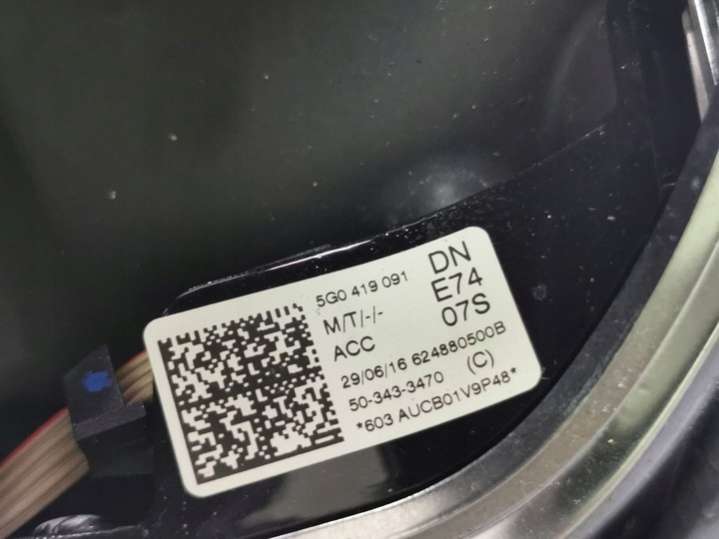 5G0 419 091
M/T/-/-
ACC
DN
E74
07S
29/06/16 624880500B
50-343-3470 (C)
*603 AUCB01V9P48*